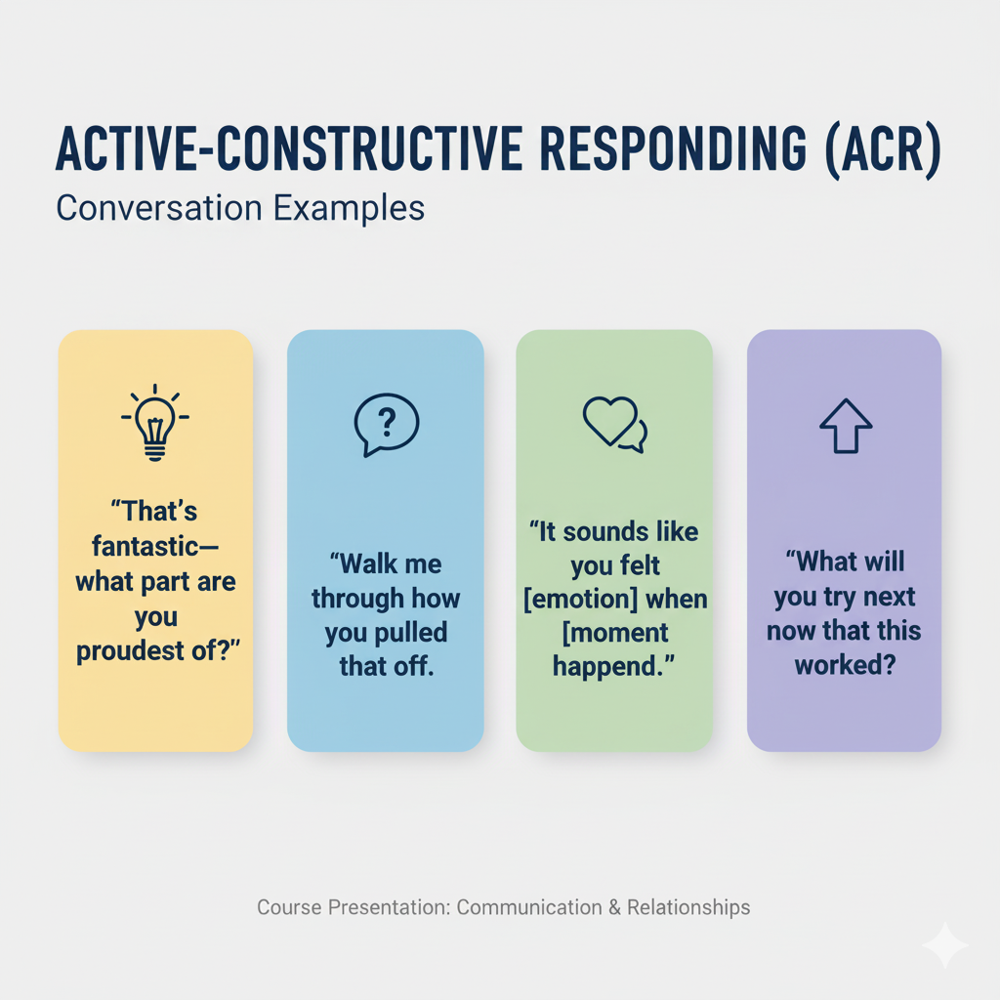 ACTIVE-CONSTRUCTIVE RESPONDING (ACR)
Conversation Examples
“That’s
fantastic—
what part are
you
proudest of?”
?
“Walk me
through how
you pulled
that off.
“It sounds like
you felt
[emotion] when
[moment
happend.”
“What will
you try next
now that this
worked?
Course Presentation: Communication & Relationships